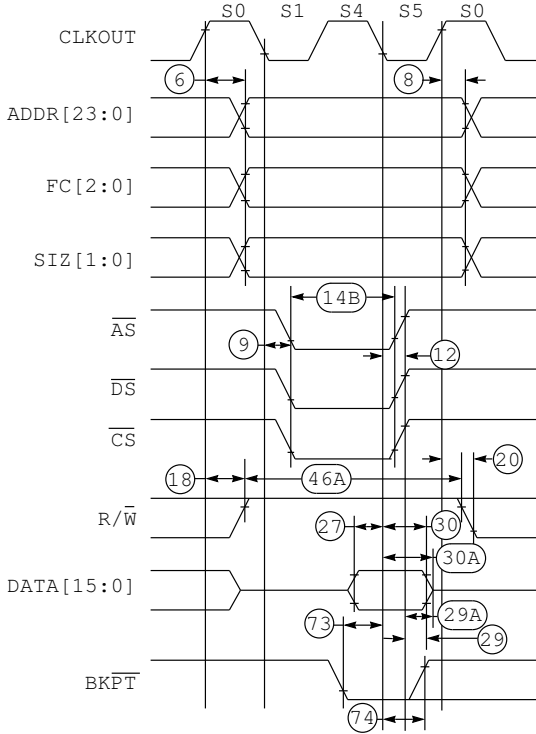 S0 S1 S4 S5 S0
CLKOUT
6 8
ADDR[23:0]
FC[2:0]
SIZ[1:0]
14B
AS
9 12
DS
CS
18 46A 20
R/W
27 30
30A
DATA[15:0]
29A
73 29
BKPT
74